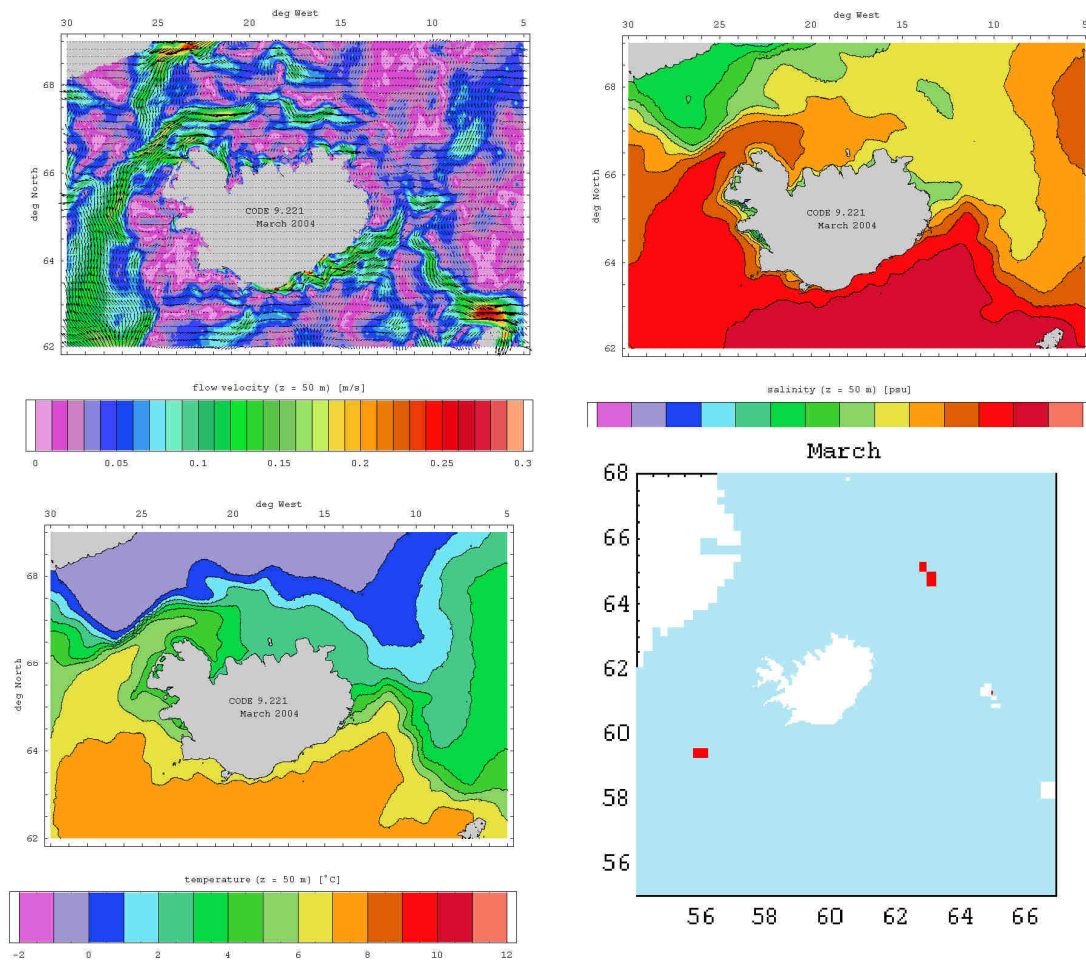 deg West
30 25 20 15 10 5
68
66
64
62
deg North
CODE 9.221
March 2004
flow velocity (z = 50 m) [m/s]
0 0.05 0.1 0.15 0.2 0.25 0.3
deg West
30 25 20 15 10 5
68
66
64
62
deg North
CODE 9.221
March 2004
salinity (z = 50 m) [psu]
deg West
30 25 20 15 10 5
68
66
64
62
deg North
CODE 9.221
March 2004
temperature (z = 50 m) [°C]
-2 0 2 4 6 8 10 12
March
68
66
64
62
60
58
56
56 58 60 62 64 66